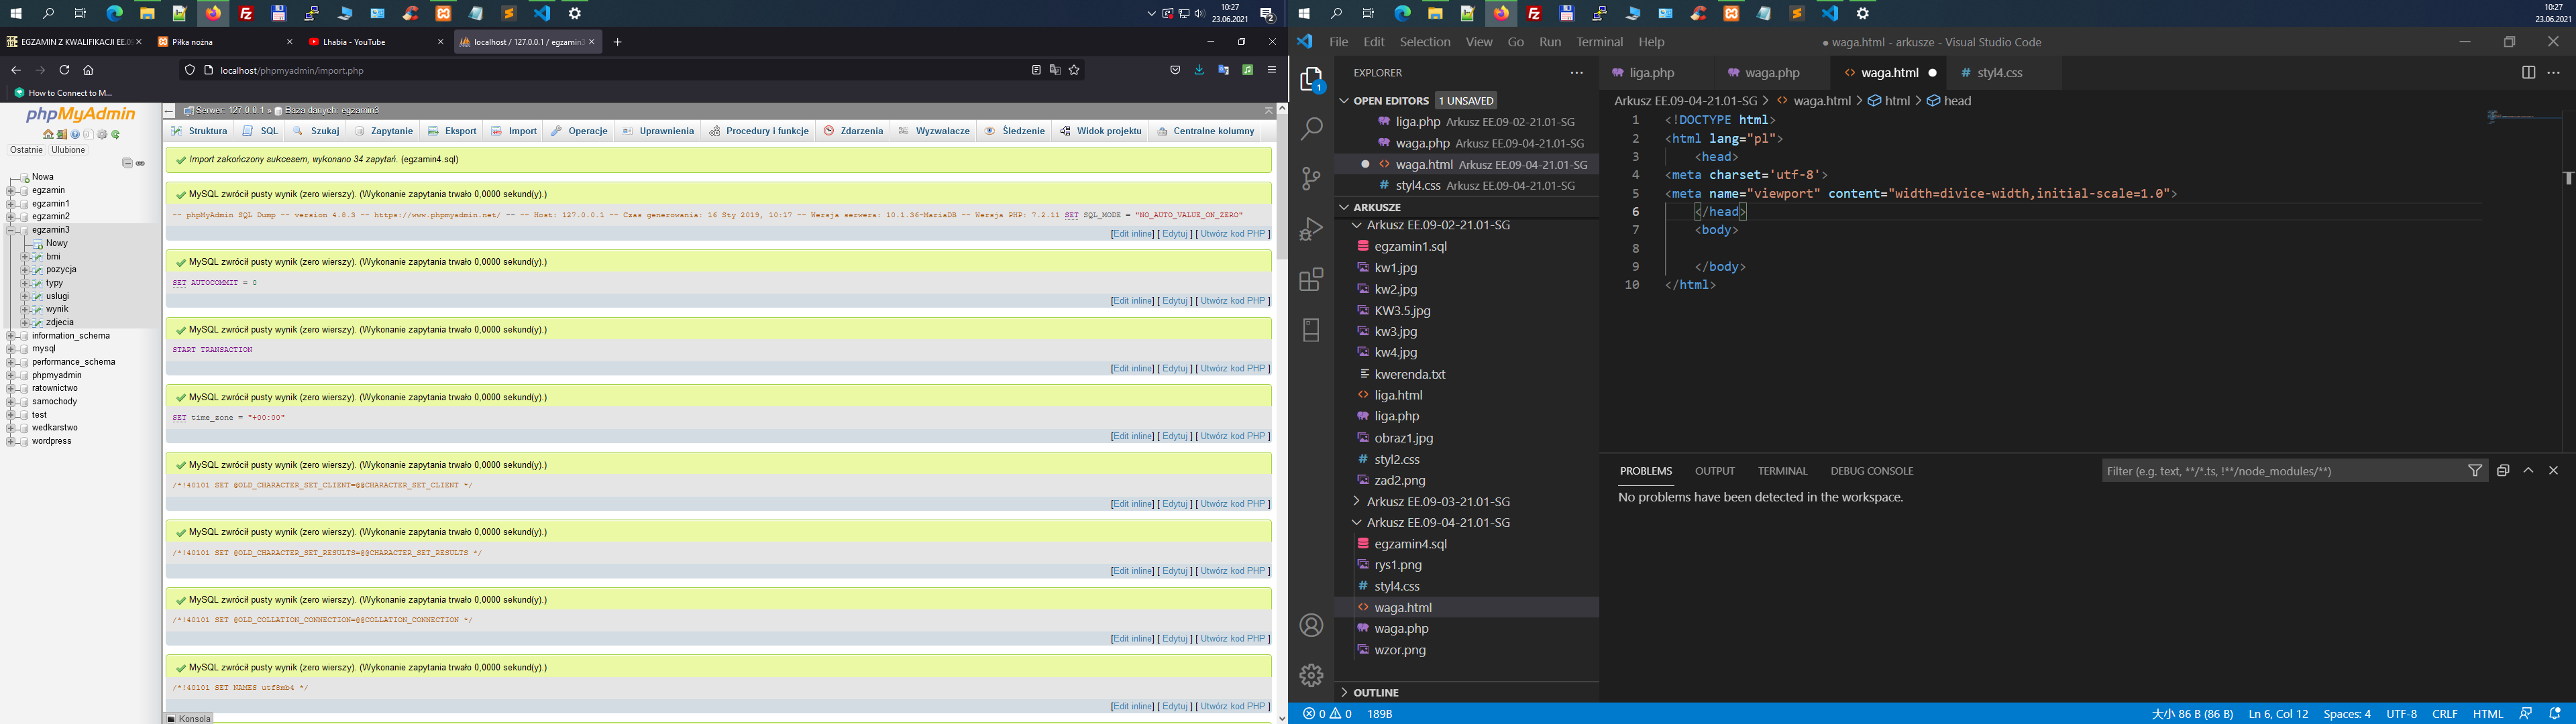 10:27
23.06.2021
2
EGZAMIN Z KWALIFIKACJI EE.0
Piłka nożna
Lhabia - YouTube
localhost / 127.0.0.1 / egzamin3
localhost/phpmyadmin/import.php
How to Connect to M...
phpMyAdmin
Ostatnie
Ulubione
Nowa
egzamin
egzamin1
egzamin2
egzamin3
Nowy
bmi
pozycja
typy
uslugi
wynik
zdjecia
information_schema
mysql
performance_schema
phpmyadmin
ratownictwo
samochody
test
wedkarstwo
wordpress
Serwer: 127.0.0.1 » Baza danych: egzamin3
Struktura
SQL
Szukaj
Zapytanie
Eksport
Import
Operacje
Uprawnienia
Procedury i funkcje
Zdarzenia
Wyzwalacze
Śledzenie
Widok projektu
Centralne kolumny
Import zakończony sukcesem, wykonano 34 zapytań. (egzamin4.sql)
MySQL zwrócił pusty wynik (zero wierszy). (Wykonanie zapytania trwało 0,0000 sekund(y).)
-- phpMyAdmin SQL Dump -- version 4.8.3 -- https://www.phpmyadmin.net/ -- -- Host: 127.0.0.1 -- Czas generowania: 16 Sty 2019, 10:17 -- Wersja serwera: 10.1.36-MariaDB -- Wersja PHP: 7.2.11 SET SQL_MODE = "NO_AUTO_VALUE_ON_ZERO"
[Edit inline] [ Edytuj ] [ Utwórz kod PHP ]
MySQL zwrócił pusty wynik (zero wierszy). (Wykonanie zapytania trwało 0,0000 sekund(y).)
SET AUTOCOMMIT = 0
[Edit inline] [ Edytuj ] [ Utwórz kod PHP ]
MySQL zwrócił pusty wynik (zero wierszy). (Wykonanie zapytania trwało 0,0000 sekund(y).)
START TRANSACTION
[Edit inline] [ Edytuj ] [ Utwórz kod PHP ]
MySQL zwrócił pusty wynik (zero wierszy). (Wykonanie zapytania trwało 0,0000 sekund(y).)
SET time_zone = "+00:00"
[Edit inline] [ Edytuj ] [ Utwórz kod PHP ]
MySQL zwrócił pusty wynik (zero wierszy). (Wykonanie zapytania trwało 0,0000 sekund(y).)
/*!40101 SET @OLD_CHARACTER_SET_CLIENT=@@CHARACTER_SET_CLIENT */
[Edit inline] [ Edytuj ] [ Utwórz kod PHP ]
MySQL zwrócił pusty wynik (zero wierszy). (Wykonanie zapytania trwało 0,0000 sekund(y).)
/*!40101 SET @OLD_CHARACTER_SET_RESULTS=@@CHARACTER_SET_RESULTS */
[Edit inline] [ Edytuj ] [ Utwórz kod PHP ]
MySQL zwrócił pusty wynik (zero wierszy). (Wykonanie zapytania trwało 0,0000 sekund(y).)
/*!40101 SET @OLD_COLLATION_CONNECTION=@@COLLATION_CONNECTION */
[Edit inline] [ Edytuj ] [ Utwórz kod PHP ]
MySQL zwrócił pusty wynik (zero wierszy). (Wykonanie zapytania trwało 0,0000 sekund(y).)
/*!40101 SET NAMES utf8mb4 */
[Edit inline] [ Edytuj ] [ Utwórz kod PHP ]
Konsola
10:27
23.06.2021
File Edit Selection View Go Run Terminal Help
● waga.html - arkusze - Visual Studio Code
1
EXPLORER
OPEN EDITORS 1 UNSAVED
liga.php Arkusz EE.09-02-21.01-SG
waga.php Arkusz EE.09-04-21.01-SG
waga.html Arkusz EE.09-04-21.01-SG
styl4.css Arkusz EE.09-04-21.01-SG
ARKUSZE
Arkusz EE.09-02-21.01-SG
egzamin1.sql
kw1.jpg
kw2.jpg
KW3.5.jpg
kw3.jpg
kw4.jpg
kwerenda.txt
liga.html
liga.php
obraz1.jpg
styl2.css
zad2.png
Arkusz EE.09-03-21.01-SG
Arkusz EE.09-04-21.01-SG
egzamin4.sql
rys1.png
styl4.css
waga.html
waga.php
wzor.png
OUTLINE
liga.php
waga.php
waga.html
styl4.css
Arkusz EE.09-04-21.01-SG > waga.html > html > head
1 <!DOCTYPE html>
2 <html lang="pl">
3 <head>
4 <meta charset='utf-8'>
5 <meta name="viewport" content="width=divice-width,initial-scale=1.0">
6 </head>
7 <body>
8
9 </body>
10 </html>
PROBLEMS OUTPUT TERMINAL DEBUG CONSOLE
Filter (e.g. text, **/*.ts, !**/node_modules/**)
No problems have been detected in the workspace.
0 0 189B
大小 86 B (86 B) Ln 6, Col 12 Spaces: 4 UTF-8 CRLF HTML